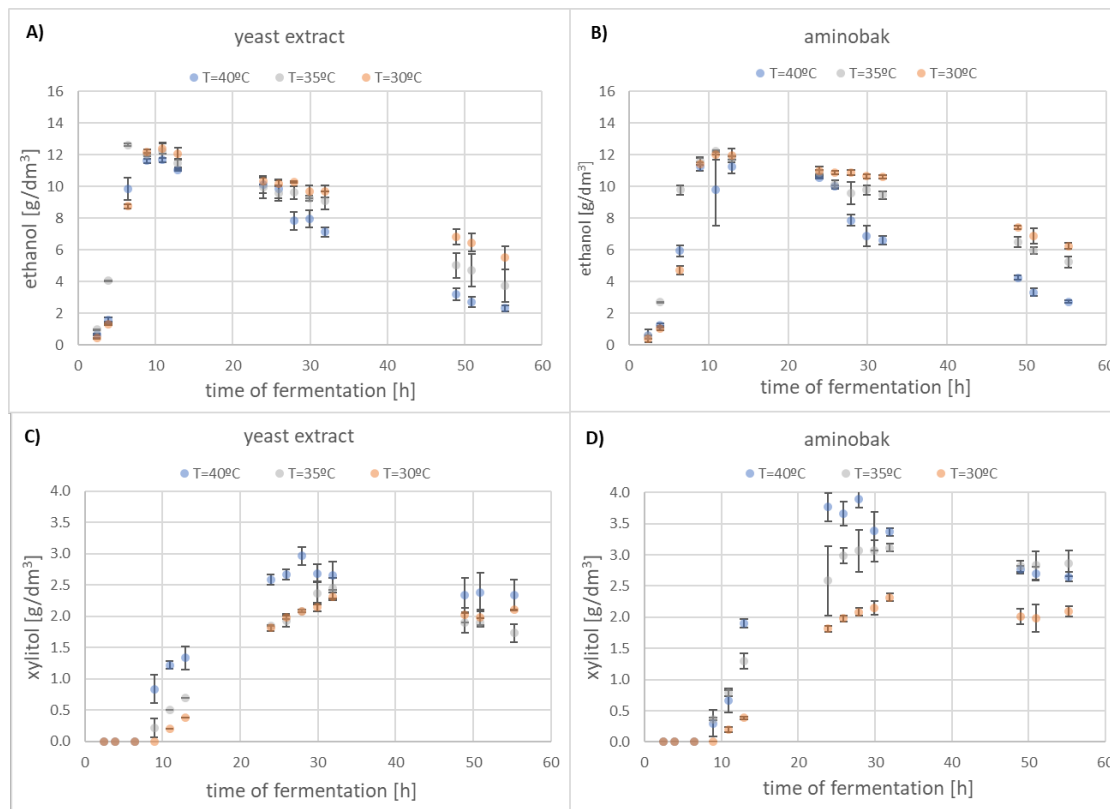 A)
yeast extract
T=40ºC T=35ºC T=30ºC
16
14
12
10
8
6
4
2
0
ethanol [g/dm³]
0 10 20 30 40 50 60
time of fermentation [h]
B)
aminobak
T=40ºC T=35ºC T=30ºC
16
14
12
10
8
6
4
2
0
ethanol [g/dm³]
0 10 20 30 40 50 60
time of fermentation [h]
C)
yeast extract
T=40ºC T=35ºC T=30ºC
4.0
3.5
3.0
2.5
2.0
1.5
1.0
0.5
0.0
xylitol [g/dm³]
0 10 20 30 40 50 60
time of fermentation [h]
D)
aminobak
T=40ºC T=35ºC T=30ºC
4.0
3.5
3.0
2.5
2.0
1.5
1.0
0.5
0.0
xylitol [g/dm³]
0 10 20 30 40 50 60
time of fermentation [h]